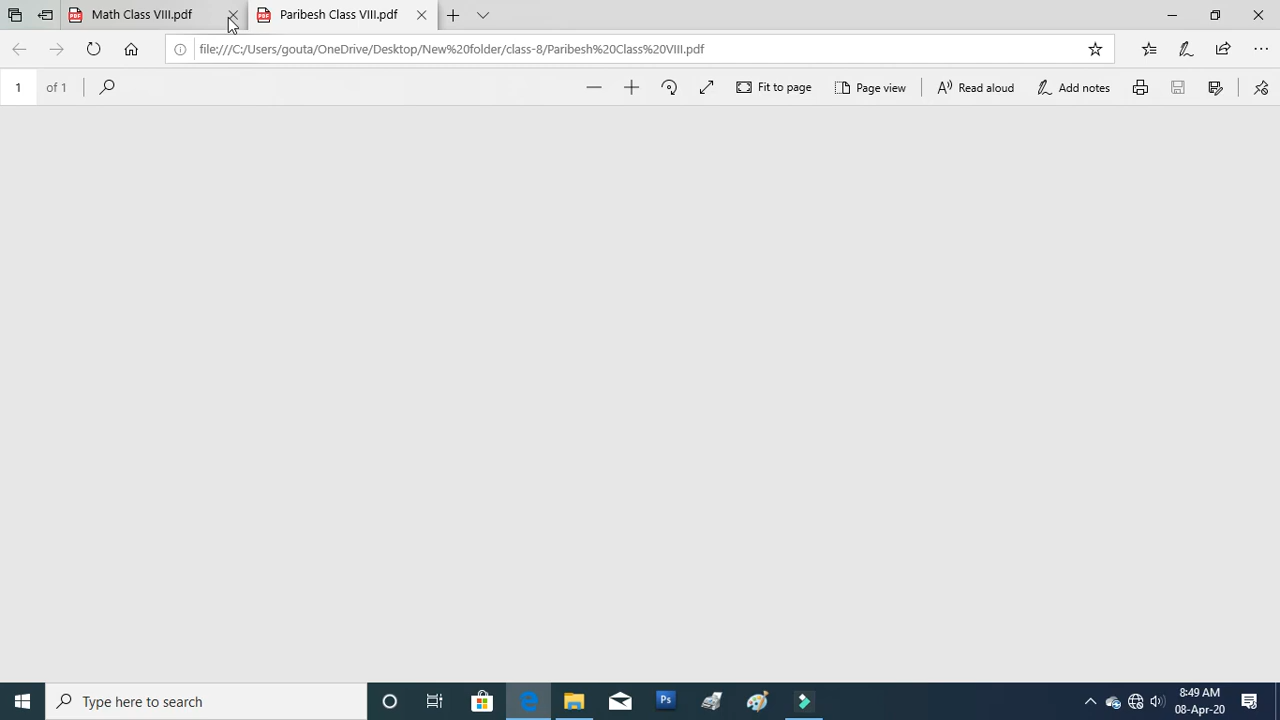 Math Class VIII.pdf
Paribesh Class VIII.pdf
file:///C:/Users/gouta/OneDrive/Desktop/New%20folder/class-8/Paribesh%20Class%20VIII.pdf
1 of 1
Fit to page
Page view
Read aloud
Add notes
Type here to search
Ps
8:49 AM
08-Apr-20